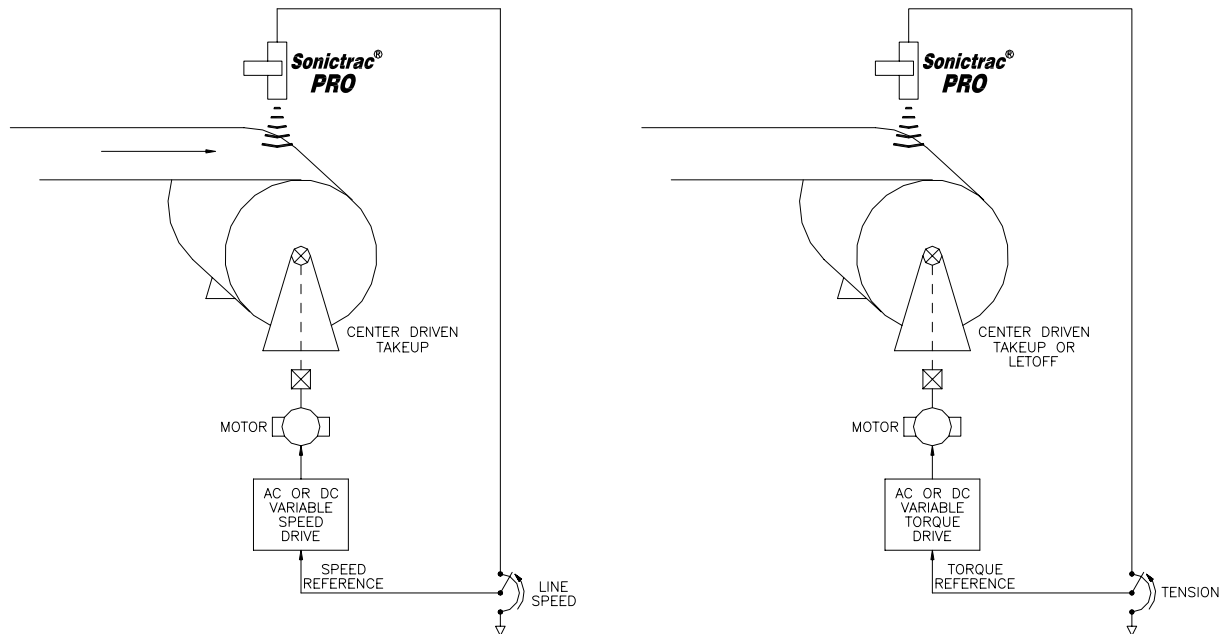 Sonictrac®
PRO
CENTER DRIVEN
TAKEUP
MOTOR
AC OR DC
VARIABLE
SPEED
DRIVE
SPEED
REFERENCE
LINE
SPEED
Sonictrac®
PRO
CENTER DRIVEN
TAKEUP OR
LETOFF
MOTOR
AC OR DC
VARIABLE
TORQUE
DRIVE
TORQUE
REFERENCE
TENSION